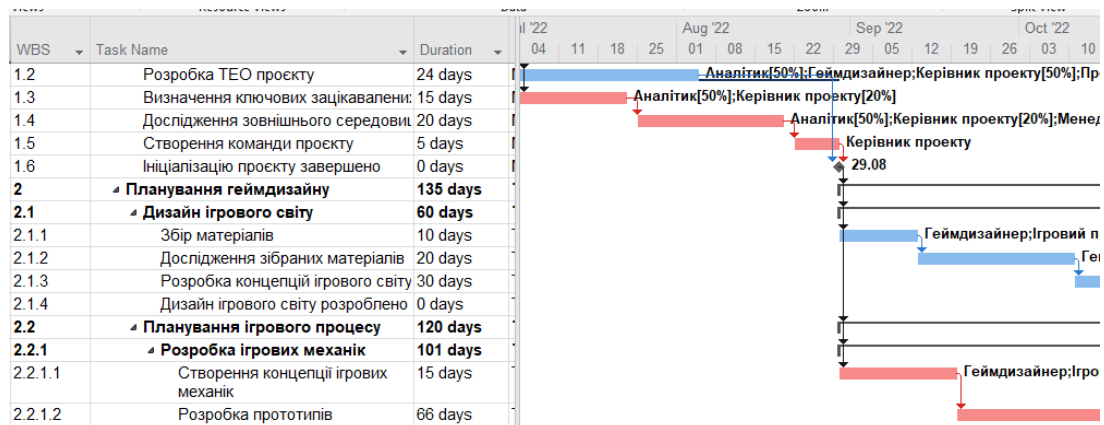 Views Resource Views Data Zoom Split View
Jul '22 Aug '22 Sep '22 Oct '22
WBS Task Name Duration 04 11 18 25 01 08 15 22 29 05 12 19 26 03 10
1.2 Розробка ТЕО проєкту 24 days Аналітик[50%];Геймдизайнер;Керівник проекту[50%];Про
1.3 Визначення ключових зацікавалених 15 days Аналітик[50%];Керівник проекту[20%]
1.4 Дослідження зовнішнього середовищ 20 days Аналітик[50%];Керівник проекту[20%];Менед
1.5 Створення команди проєкту 5 days Керівник проекту
1.6 Ініціалізацію проєкту завершено 0 days 29.08
2 Планування геймдизайну 135 days
2.1 Дизайн ігрового світу 60 days
2.1.1 Збір матеріалів 10 days Геймдизайнер;Ігровий п
2.1.2 Дослідження зібраних матеріалів 20 days Ге
2.1.3 Розробка концепцій ігрового світу 30 days
2.1.4 Дизайн ігрового світу розроблено 0 days
2.2 Планування ігрового процесу 120 days
2.2.1 Розробка ігрових механік 101 days
2.2.1.1 Створення концепції ігрових 15 days Геймдизайнер;Ігро
механік
2.2.1.2 Розробка прототипів 66 days